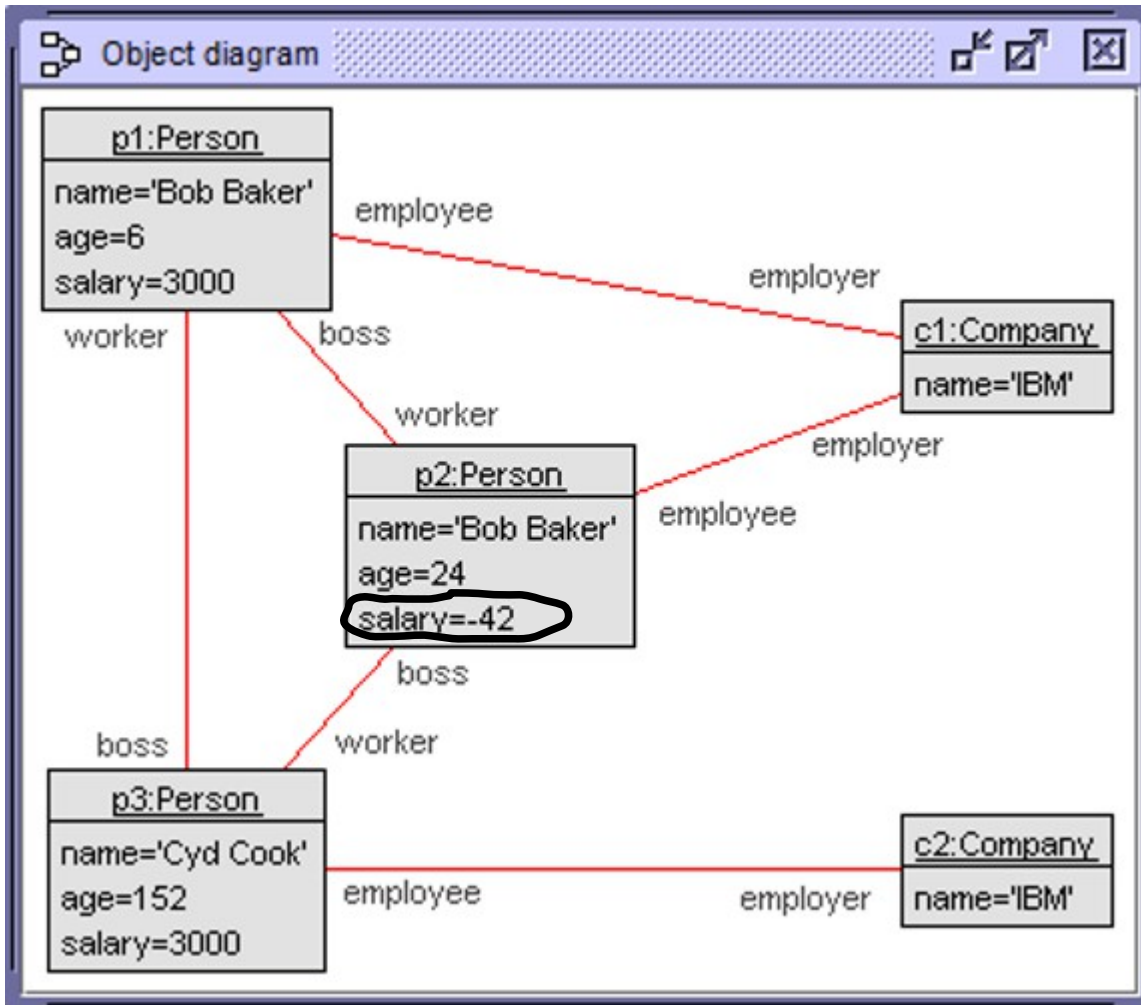 Object diagram
p1:Person
name='Bob Baker'
age=6
salary=3000
employee
employer
worker
boss
c1:Company
name='IBM'
worker
employer
p2:Person
name='Bob Baker'
age=24
salary=-42
employee
boss
worker
boss
p3:Person
name='Cyd Cook'
age=152
salary=3000
employee
employer
c2:Company
name='IBM'